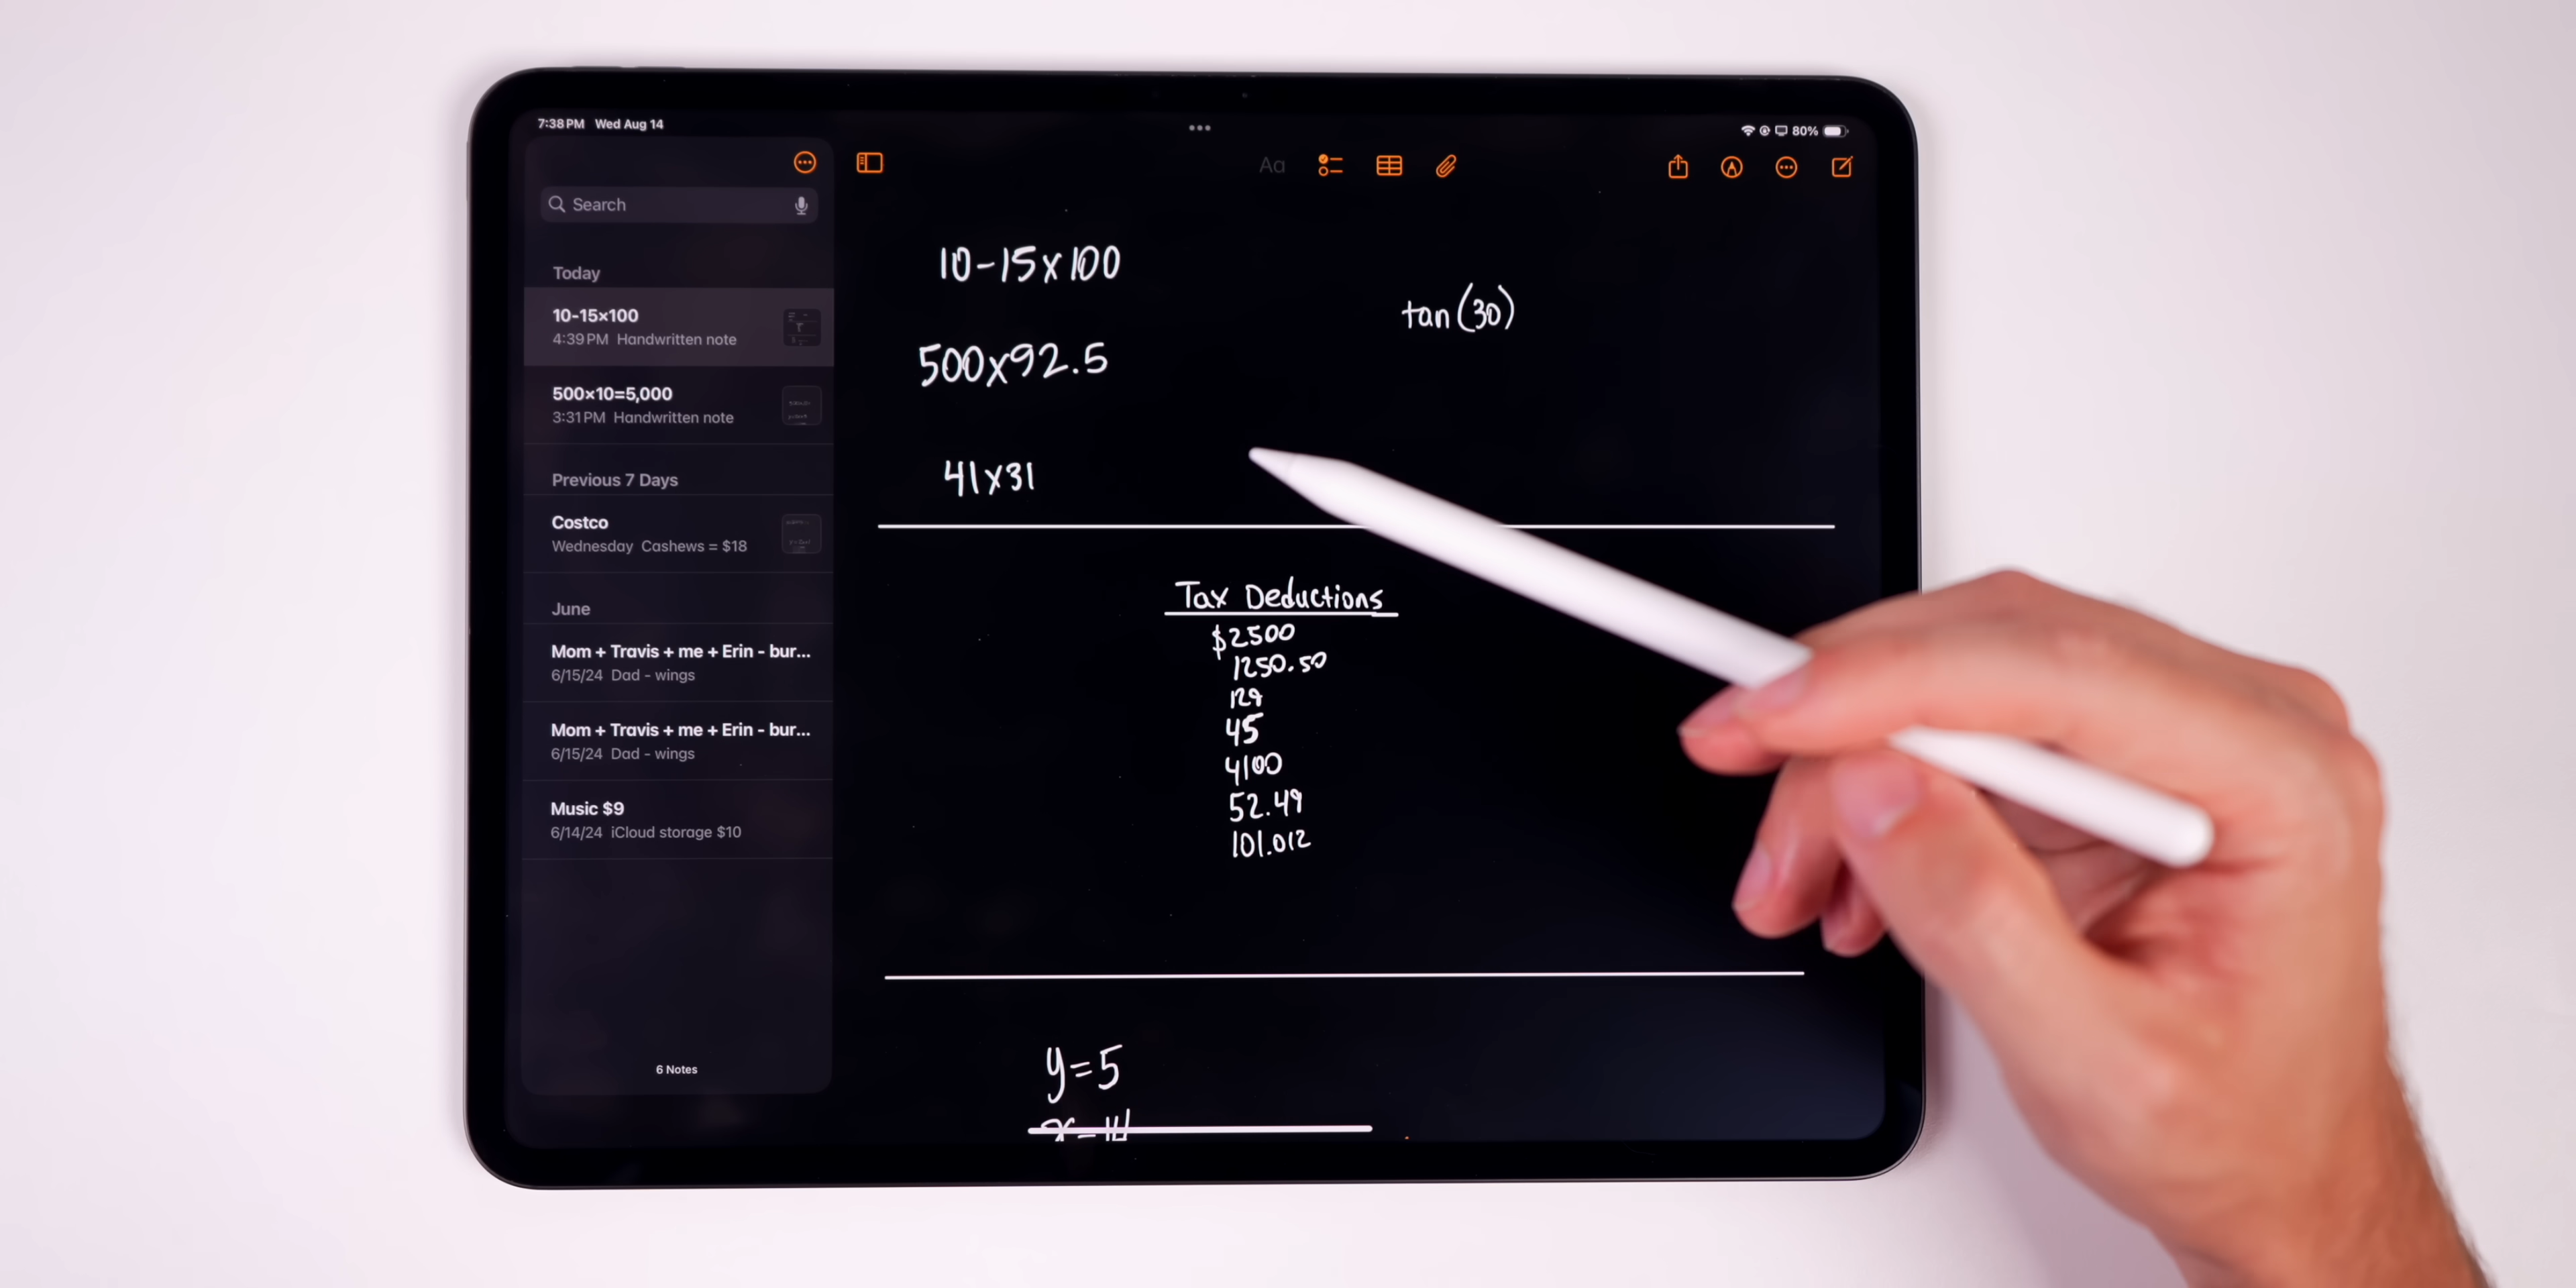 7:38 PM Wed Aug 14
80%
Search
Today
10-15×100
4:39 PM Handwritten note
500×10=5,000
3:31 PM Handwritten note
Previous 7 Days
Costco
Wednesday Cashews = $18
June
Mom + Travis + me + Erin - bur...
6/15/24 Dad - wings
Mom + Travis + me + Erin - bur...
6/15/24 Dad - wings
Music $9
6/14/24 iCloud storage $10
6 Notes
Aa
10-15x100
tan(30)
500x92.5
41x31
Tax Deductions
$2500
1250.50
129
45
4100
52.49
101.012
y=5